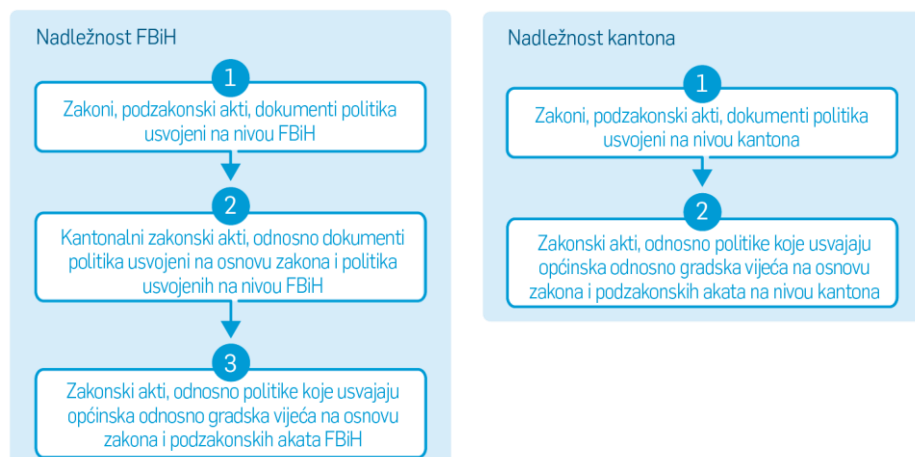 Nadležnost FBiH
1
Zakoni, podzakonski akti, dokumenti politika
usvojeni na nivou FBiH
2
Kantonalni zakonski akti, odnosno dokumenti
politika usvojeni na osnovu zakona i politika
usvojenih na nivou FBiH
3
Zakonski akti, odnosno politike koje usvajaju
općinska odnosno gradska vijeća na osnovu
zakona i podzakonskih akata FBiH
Nadležnost kantona
1
Zakoni, podzakonski akti, dokumenti politika
usvojeni na nivou kantona
2
Zakonski akti, odnosno politike koje usvajaju
općinska odnosno gradska vijeća na osnovu
zakona i podzakonskih akata na nivou kantona